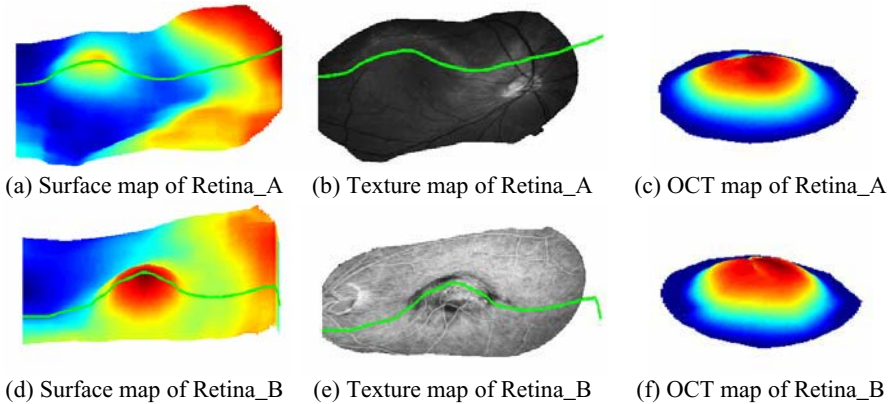 (a) Surface map of Retina_A
(b) Texture map of Retina_A
(c) OCT map of Retina_A
(d) Surface map of Retina_B
(e) Texture map of Retina_B
(f) OCT map of Retina_B